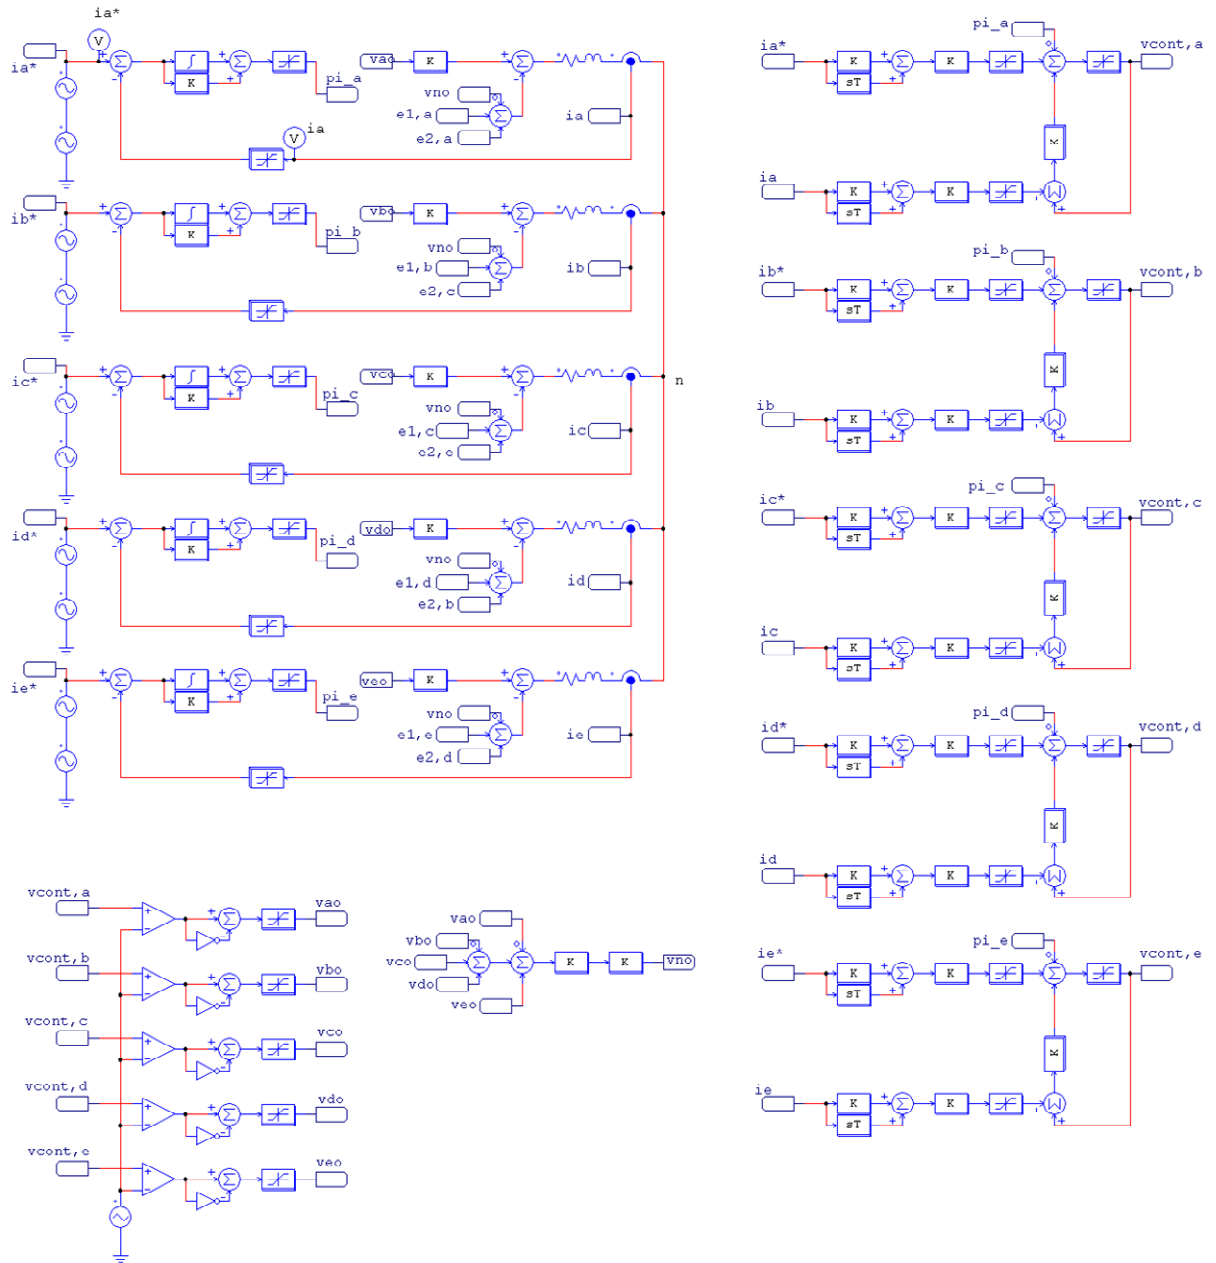 ia*
ia*
V
K
pi_a
vao
K
vno
e1,a
e2,a
ia
V
ia
ib*
K
pi_b
vbo
K
vno
e1,b
e2,c
ib
ic*
K
pi_c
vco
K
vno
e1,c
e2,e
ic
n
id*
K
pi_d
vdo
K
vno
e1,d
e2,b
id
ie*
K
pi_e
veo
K
vno
e1,e
e2,d
ie
vcont,a
vao
vcont,b
vbo
vcont,c
vco
vcont,d
vdo
vcont,e
veo
vao
vbo
vco
vdo
veo
K
K
vno
pi_a
ia*
K
sT
K
vcont,a
K
ia
K
sT
K
pi_b
ib*
K
sT
K
vcont,b
K
ib
K
sT
K
pi_c
ic*
K
sT
K
vcont,c
K
ic
K
sT
K
pi_d
id*
K
sT
K
vcont,d
K
id
K
sT
K
pi_e
ie*
K
sT
K
vcont,e
K
ie
K
sT
K